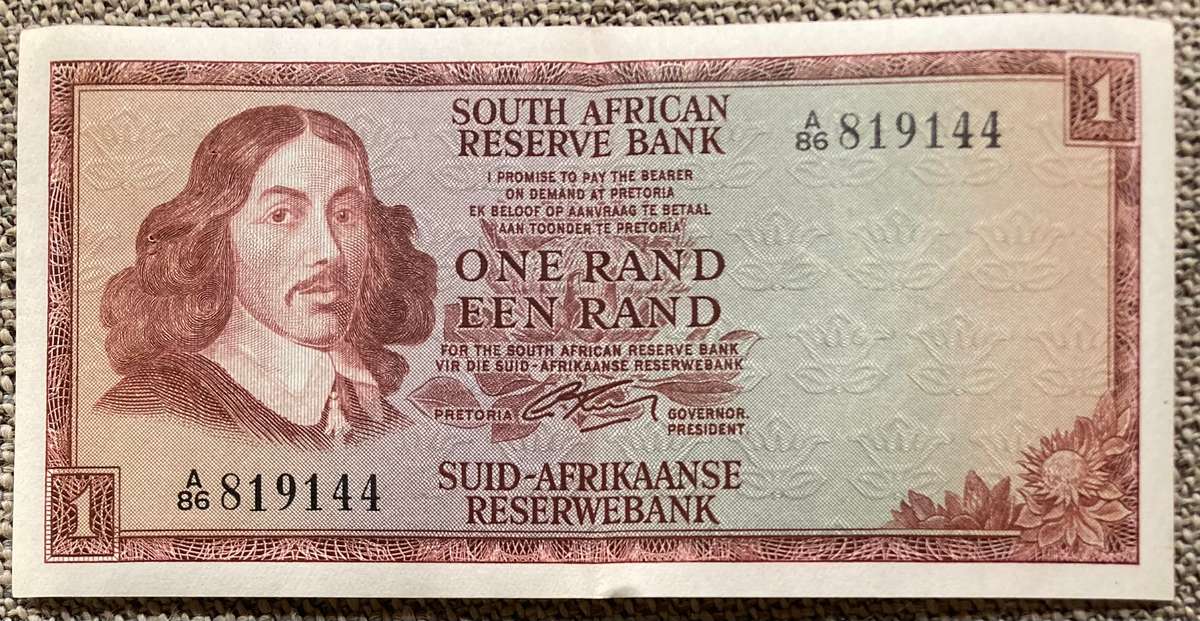 1
SOUTH AFRICAN
RESERVE BANK
A/86 819144
I PROMISE TO PAY THE BEARER
ON DEMAND AT PRETORIA
EK BELOOF OP AANVRAAG TE BETAAL
AAN TOONDER TE PRETORIA
ONE RAND
EEN RAND
FOR THE SOUTH AFRICAN RESERVE BANK
VIR DIE SUID-AFRIKAANSE RESERWEBANK
PRETORIA
GOVERNOR.
PRESIDENT.
A/86 819144
SUID-AFRIKAANSE
RESERWEBANK
1